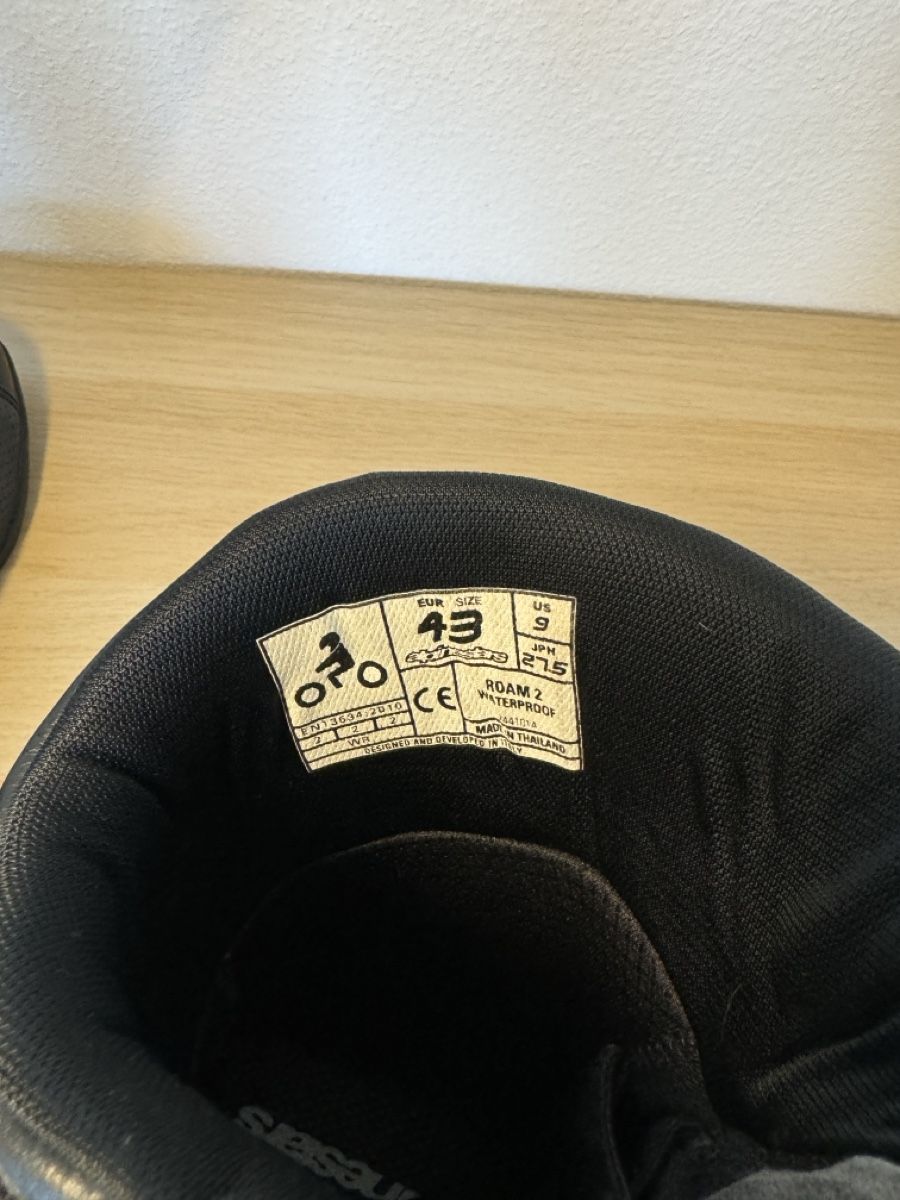 EUR SIZE
43
alpinestars
US
9
JPN
27.5
CE
ROAM 2
WATERPROOF
EN13634:2010
2 2 2
2 WR
MADE IN THAILAND
DESIGNED AND DEVELOPED IN ITALY